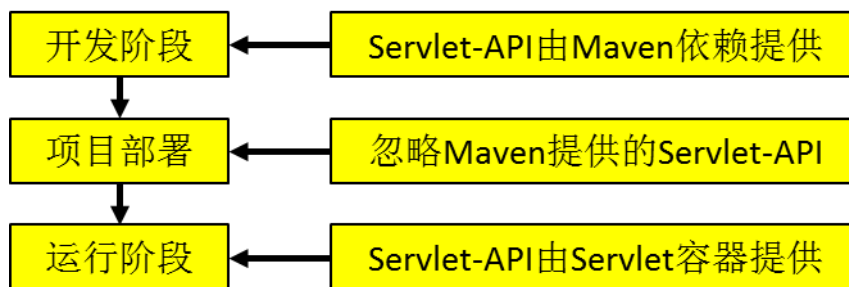 开发阶段
Servlet-API由Maven依赖提供
项目部署
忽略Maven提供的Servlet-API
运行阶段
Servlet-API由Servlet容器提供